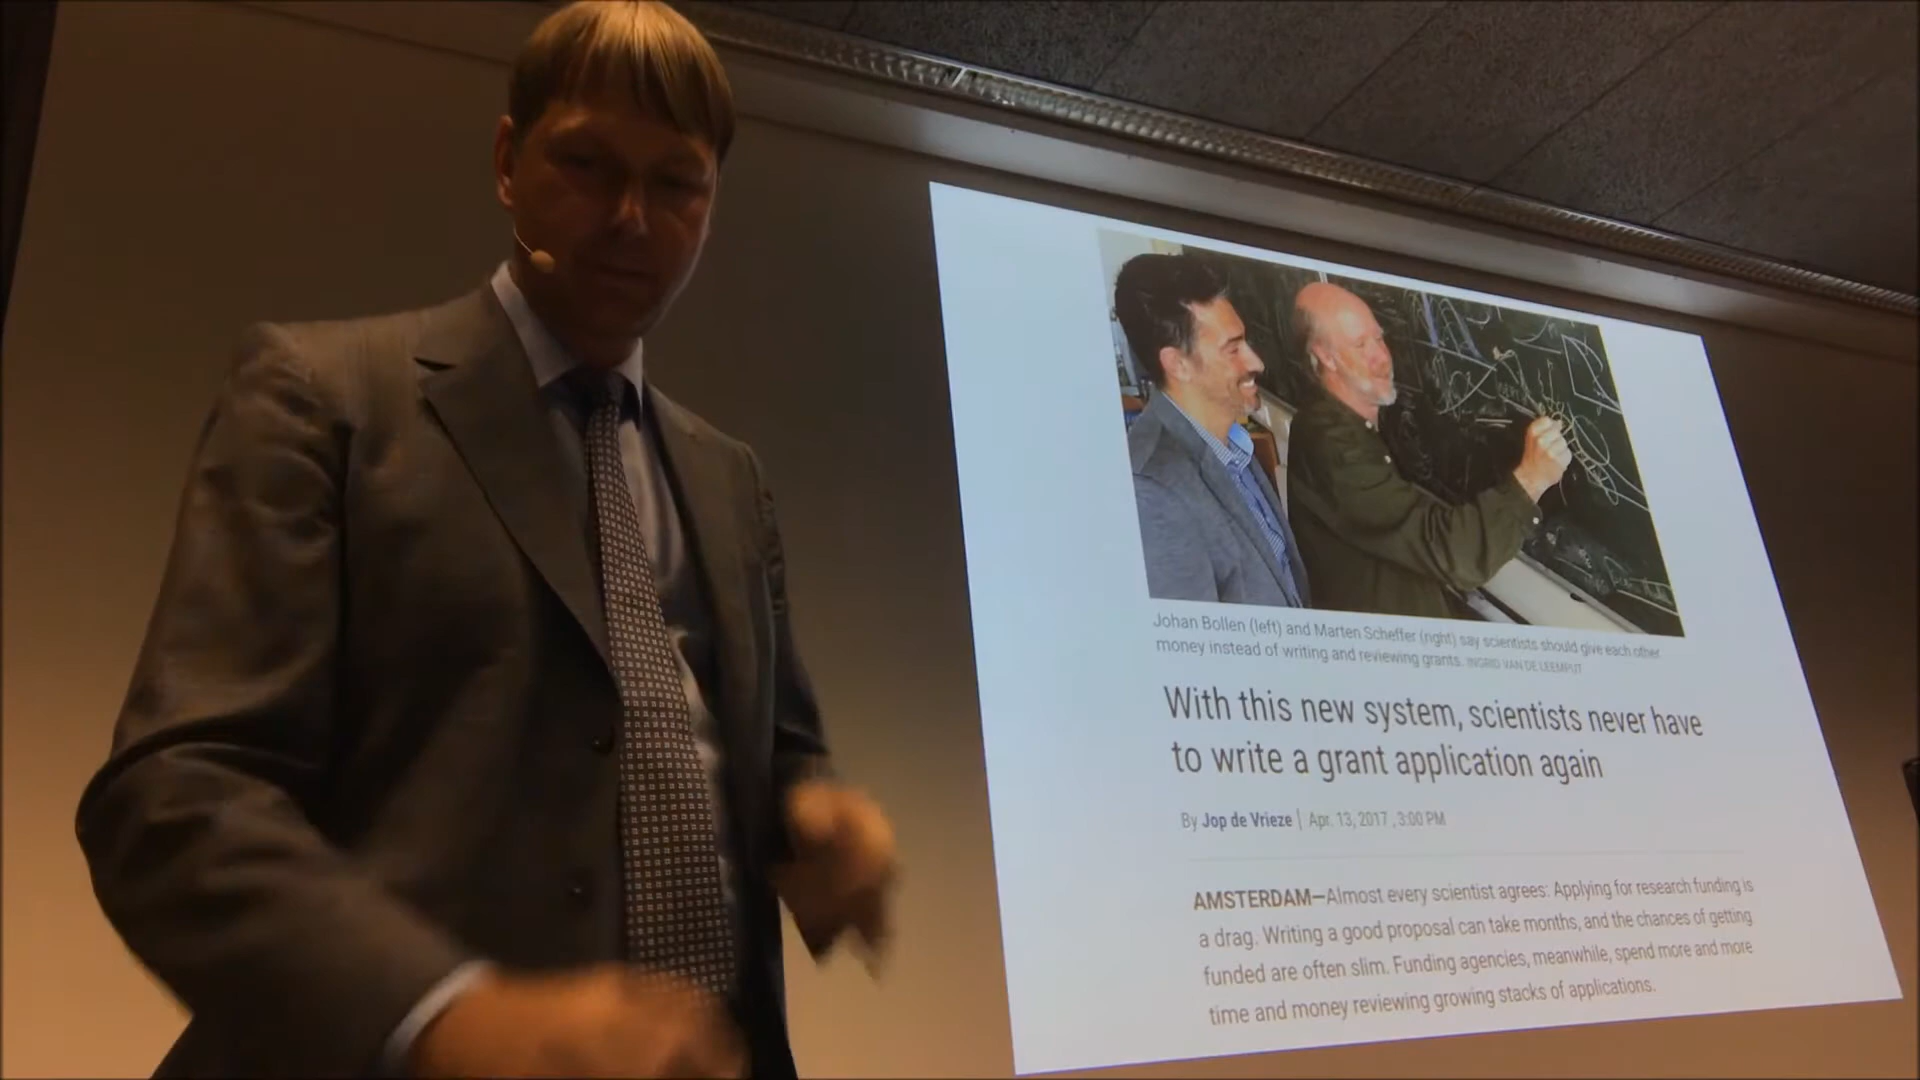 Johan Bollen (left) and Marten Scheffer (right) say scientists should give each other
money instead of writing and reviewing grants. INGRID VAN DE LEEMPUT
With this new system, scientists never have
to write a grant application again
By Jop de Vrieze | Apr. 13, 2017 , 3:00 PM
AMSTERDAM—Almost every scientist agrees: Applying for research funding is
a drag. Writing a good proposal can take months, and the chances of getting
funded are often slim. Funding agencies, meanwhile, spend more and more
time and money reviewing growing stacks of applications.